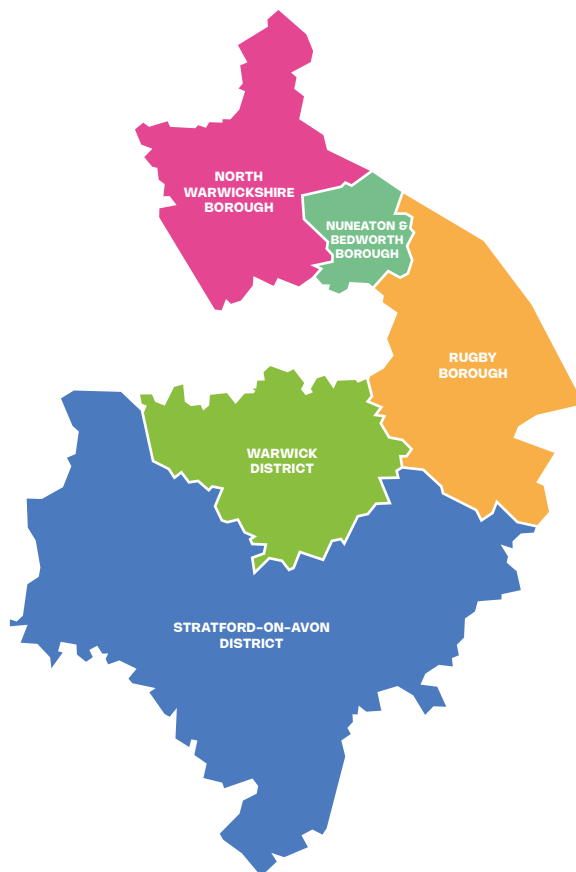 NORTH
WARWICKSHIRE
BOROUGH
NUNEATON &
BEDWORTH
BOROUGH
RUGBY
BOROUGH
WARWICK
DISTRICT
STRATFORD-ON-AVON
DISTRICT